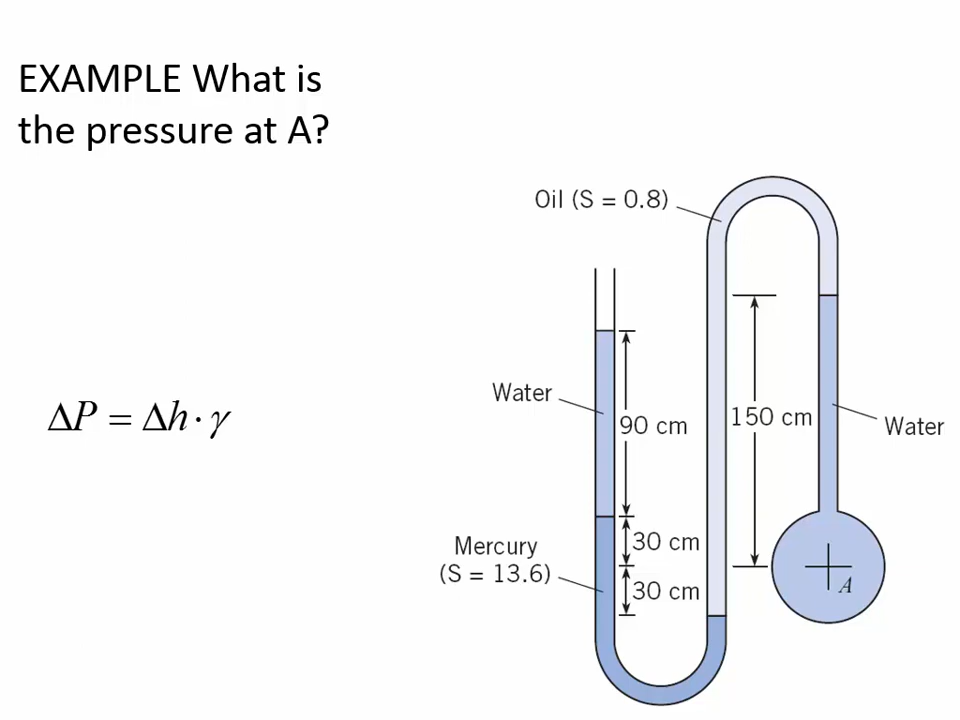 EXAMPLE What is
the pressure at A?
Oil (S = 0.8)
Water
90 cm
150 cm
Water
ΔP = Δh · γ
Mercury
(S = 13.6)
30 cm
30 cm
A